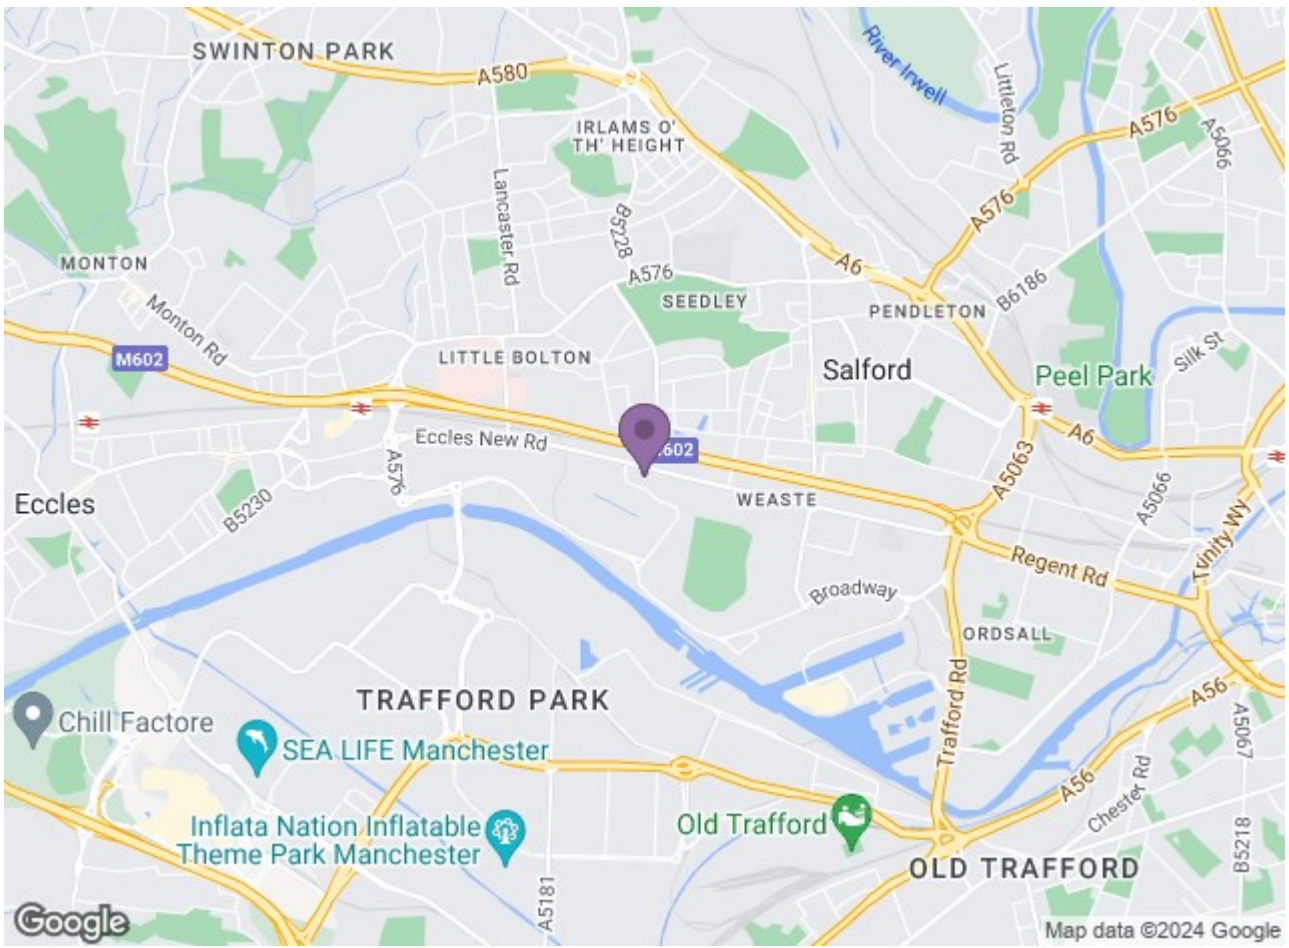 SWINTON PARK
A580
River Irwell
Littleton Rd
A576
A5066
IRLAMS O'
TH' HEIGHT
Lancaster Rd
B5228
A576
MONTON
A576
SEEDLEY
A6
B6186
PENDLETON
Monton Rd
M602
LITTLE BOLTON
Salford
Silk St
Peel Park
Eccles New Rd
A6
A576
A5063
WEASTE
A5066
Eccles
B5230
Trinity Wy
Regent Rd
Broadway
ORDSALL
TRAFFORD PARK
Trafford Rd
A56
Chill Factore
A5067
SEA LIFE Manchester
A56
Chester Rd
Inflata Nation Inflatable
Theme Park Manchester
Old Trafford
B5218
OLD TRAFFORD
A5181
Google
Map data ©2024 Google